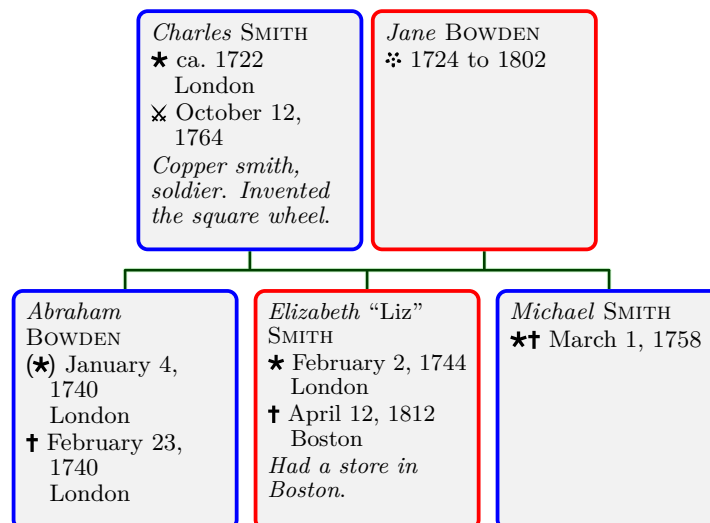 Charles SMITH
★ ca. 1722
London
⚔ October 12,
1764
Copper smith,
soldier. Invented
the square wheel.
Jane BOWDEN
⁘ 1724 to 1802
Abraham
BOWDEN
(★) January 4,
1740
London
† February 23,
1740
London
Elizabeth “Liz”
SMITH
★ February 2, 1744
London
† April 12, 1812
Boston
Had a store in
Boston.
Michael SMITH
★† March 1, 1758